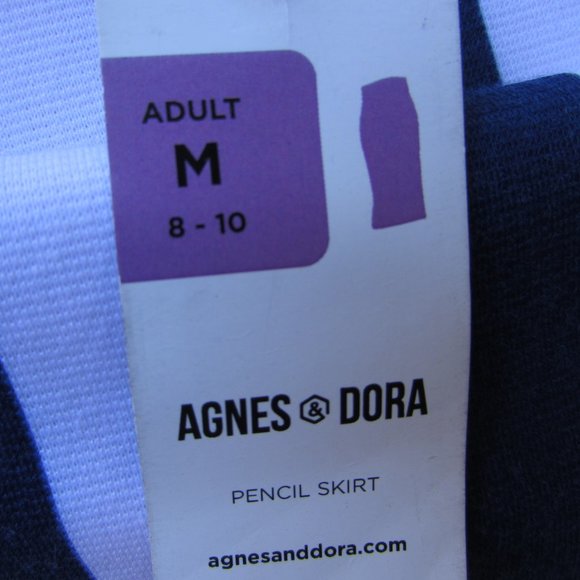 ADULT
M
8 - 10
AGNES & DORA
PENCIL SKIRT
agnesanddora.com